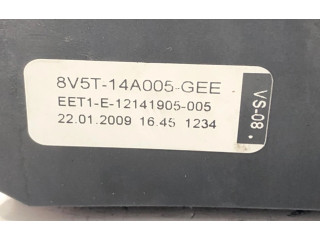 8V5T-14A005-GEE
EET1-E-12141905-005
22.01.2009 16.45 1234
VS-08.